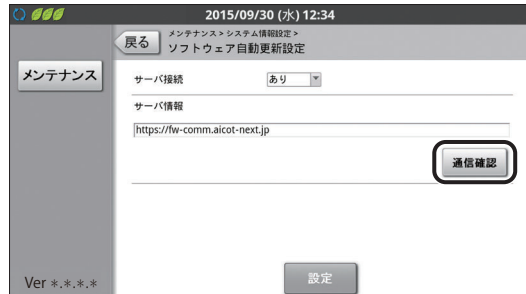 2015/09/30 (水) 12:34
戻る
メンテナンス > システム情報設定 >
ソフトウェア自動更新設定
メンテナンス
サーバ接続 あり
サーバ情報
https://fw-comm.aicot-next.jp
通信確認
設定
Ver *.*.*.*